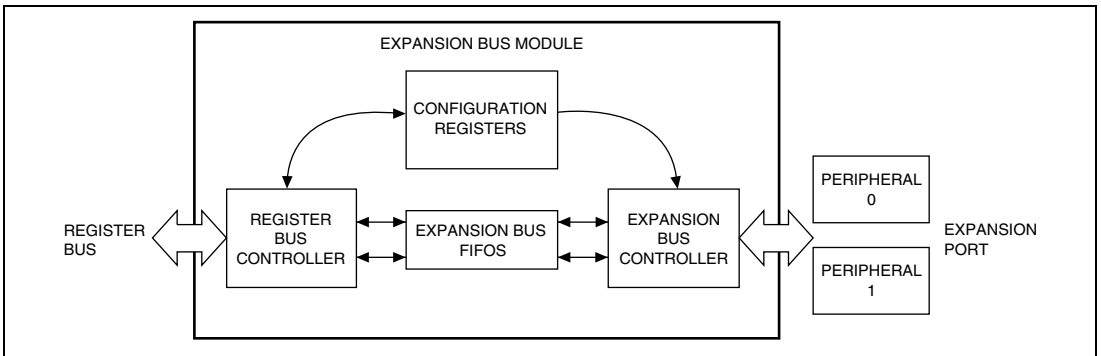 EXPANSION BUS MODULE
CONFIGURATION
REGISTERS
REGISTER
BUS
REGISTER
BUS
CONTROLLER
EXPANSION BUS
FIFOS
EXPANSION
BUS
CONTROLLER
PERIPHERAL
0
PERIPHERAL
1
EXPANSION
PORT